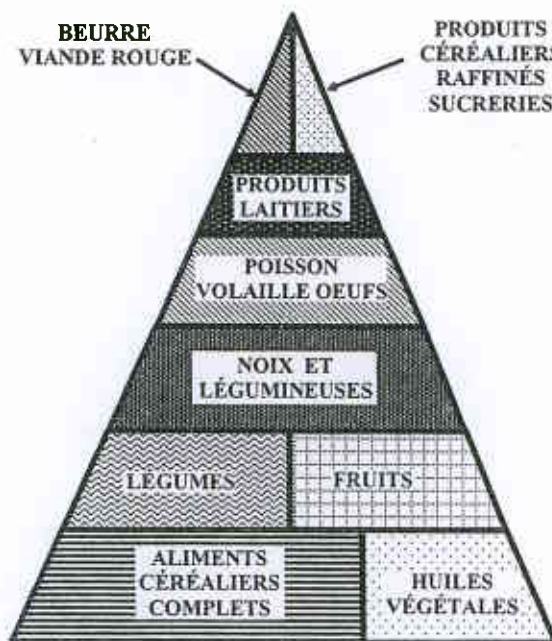 BEURRE
VIANDE ROUGE
PRODUITS
CÉRÉALIERS
RAFFINÉS
SUCRERIES
PRODUITS
LAITIERS
POISSON
VOLAILLE OEUFS
NOIX ET
LÉGUMINEUSES
LÉGUMES
FRUITS
ALIMENTS
CÉRÉALIERS
COMPLETS
HUILES
VÉGÉTALES